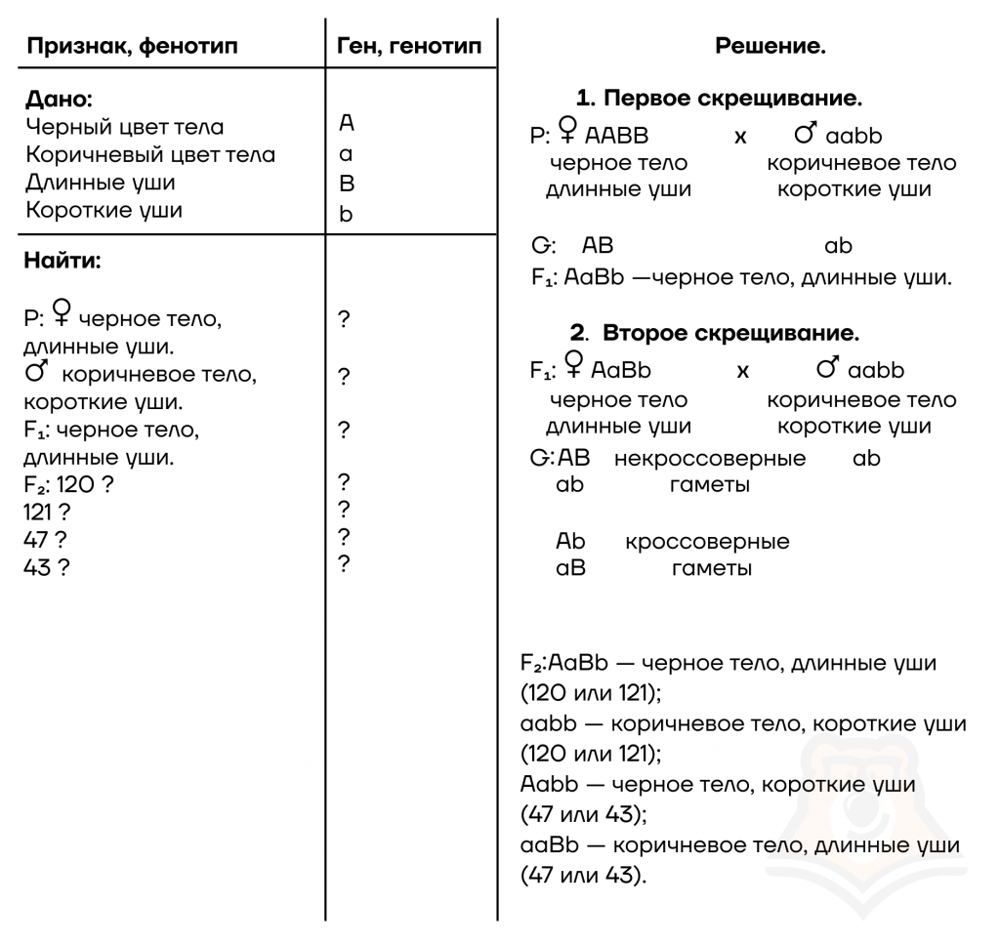 Признак, фенотип
Ген, генотип
Дано:
Черный цвет тела
A
Коричневый цвет тела
a
Длинные уши
B
Короткие уши
b
Найти:
P: ♀ черное тело,
?
длинные уши.
♂ коричневое тело,
?
короткие уши.
F₁: черное тело,
?
длинные уши.
F₂: 120 ?
?
121 ?
?
47 ?
?
43 ?
?
Решение.
1. Первое скрещивание.
P: ♀ AABB x ♂ aabb
черное тело коричневое тело
длинные уши короткие уши
G: AB ab
F₁: AaBb —черное тело, длинные уши.
2. Второе скрещивание.
F₁: ♀ AaBb x ♂ aabb
черное тело коричневое тело
длинные уши короткие уши
G:AB некроссоверные ab
ab гаметы
Ab кроссоверные
aB гаметы
F₂:AaBb — черное тело, длинные уши
(120 или 121);
aabb — коричневое тело, короткие уши
(120 или 121);
Aabb — черное тело, короткие уши
(47 или 43);
aaBb — коричневое тело, длинные уши
(47 или 43).